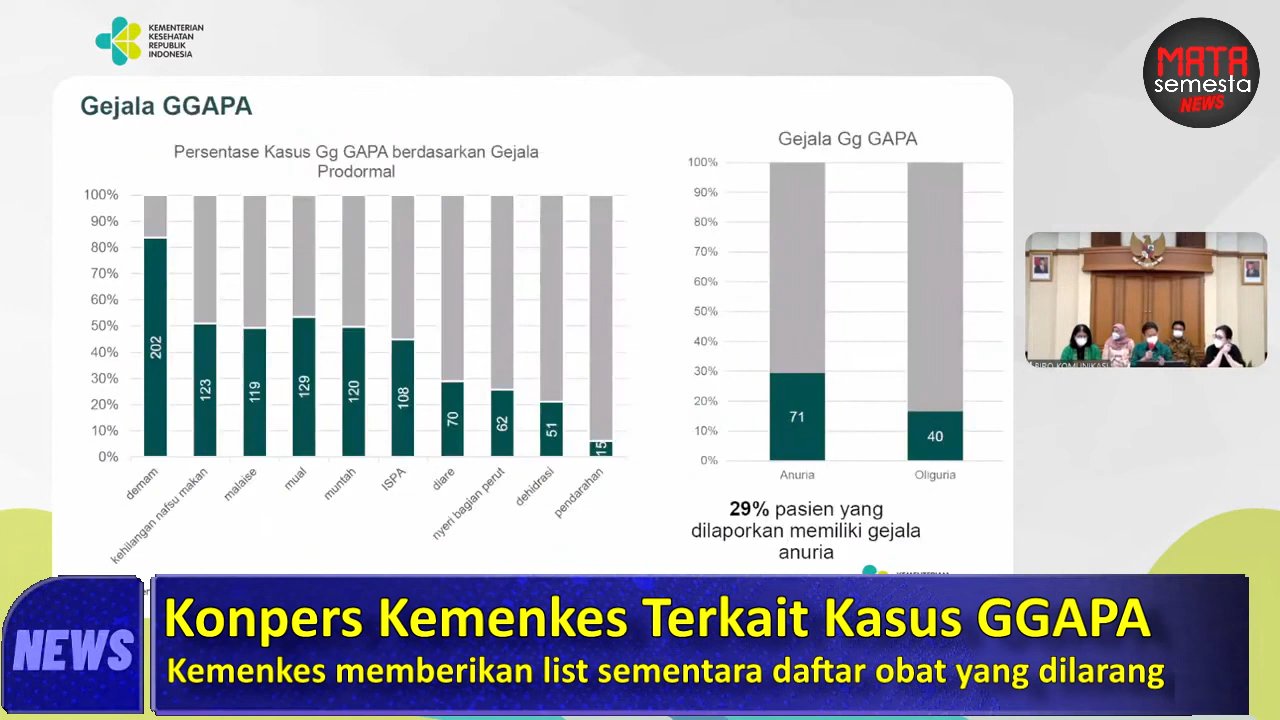 KEMENTERIAN
KESEHATAN
REPUBLIK
INDONESIA
MATA
semesta
NEWS
Gejala GGAPA
Persentase Kasus Gg GAPA berdasarkan Gejala
Prodormal
100%
90%
80%
70%
60%
50%
40%
30%
20%
10%
0%
202
123
119
129
120
108
70
62
51
15
demam
kehilangan nafsu makan
malaise
mual
muntah
ISPA
diare
nyeri bagian perut
dehidrasi
pendarahan
Gejala Gg GAPA
100%
90%
80%
70%
60%
50%
40%
30%
20%
10%
0%
71
40
Anuria
Oliguria
29% pasien yang
dilaporkan memiliki gejala
anuria
BIRO KOMUNIKASI
NEWS
Konpers Kemenkes Terkait Kasus GGAPA
Kemenkes memberikan list sementara daftar obat yang dilarang